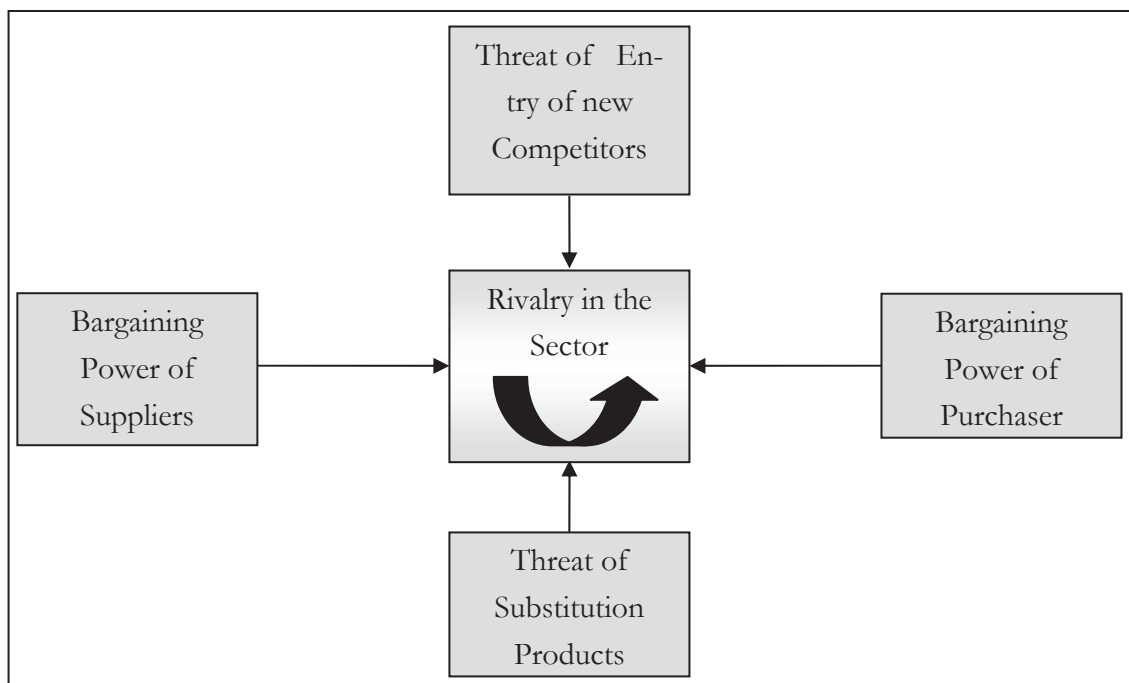 Threat of En-
try of new
Competitors
Rivalry in the
Sector
Bargaining
Power of
Suppliers
Bargaining
Power of
Purchaser
Threat of
Substitution
Products